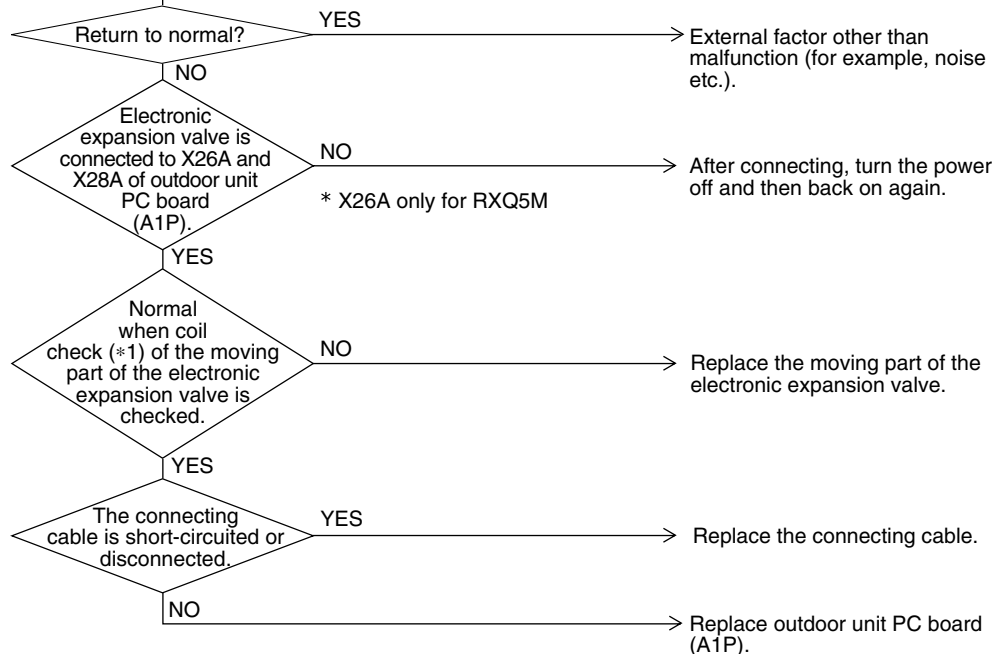 Return to normal?
YES
External factor other than
malfunction (for example, noise
etc.).
NO
Electronic
expansion valve is
connected to X26A and
X28A of outdoor unit
PC board
(A1P).
NO
* X26A only for RXQ5M
After connecting, turn the power
off and then back on again.
YES
Normal
when coil
check (*1) of the moving
part of the electronic
expansion valve is
checked.
NO
Replace the moving part of the
electronic expansion valve.
YES
The connecting
cable is short-circuited or
disconnected.
YES
Replace the connecting cable.
NO
Replace outdoor unit PC board
(A1P).